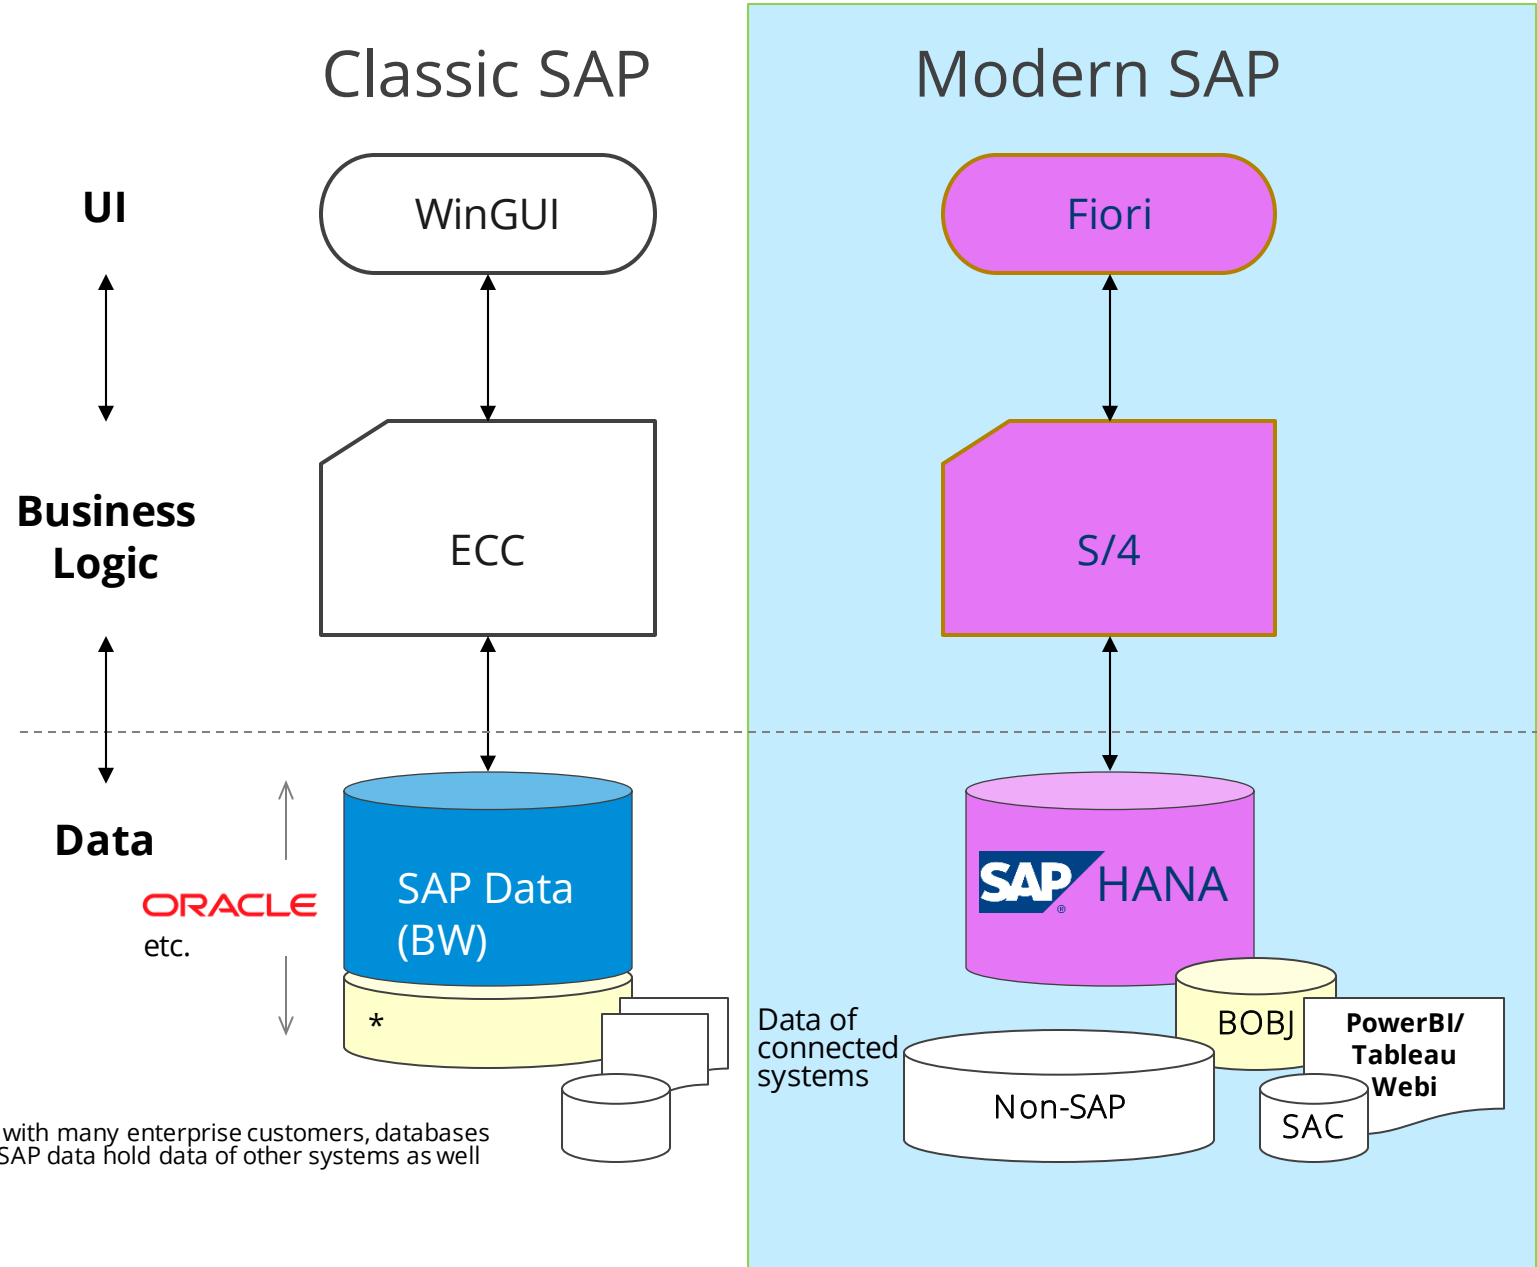 Classic SAP
Modern SAP
UI
WinGUI
Fiori
Business
Logic
ECC
S/4
Data
ORACLE
etc.
SAP Data
(BW)
*
SAP ® HANA
Data of
connected
systems
BOBJ
PowerBI/
Tableau
Webi
Non-SAP
SAC
with many enterprise customers, databases
SAP data hold data of other systems as well